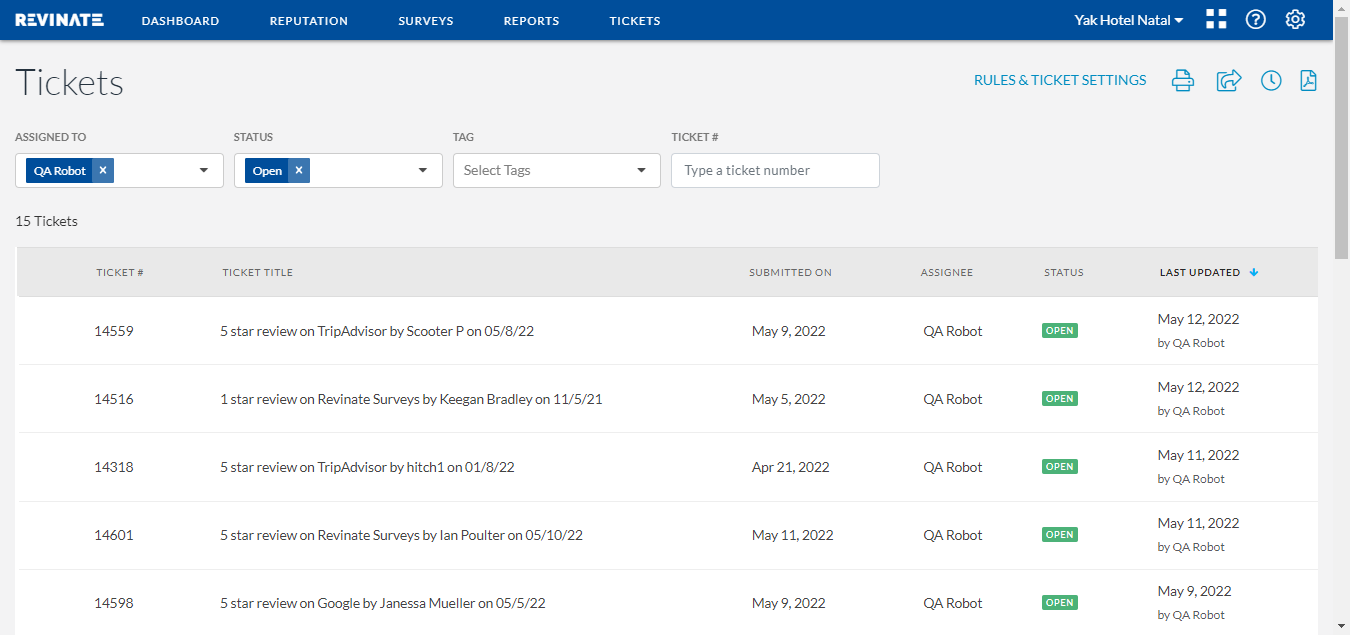 REVINATE DASHBOARD REPUTATION SURVEYS REPORTS TICKETS Yak Hotel Natal
Tickets
RULES & TICKET SETTINGS
ASSIGNED TO STATUS TAG TICKET #
QA Robot × Open × Select Tags Type a ticket number
15 Tickets
TICKET # TICKET TITLE SUBMITTED ON ASSIGNEE STATUS LAST UPDATED
14559 5 star review on TripAdvisor by Scooter P on 05/8/22 May 9, 2022 QA Robot OPEN May 12, 2022
by QA Robot
14516 1 star review on Revinate Surveys by Keegan Bradley on 11/5/21 May 5, 2022 QA Robot OPEN May 12, 2022
by QA Robot
14318 5 star review on TripAdvisor by hitch1 on 01/8/22 Apr 21, 2022 QA Robot OPEN May 11, 2022
by QA Robot
14601 5 star review on Revinate Surveys by Ian Poulter on 05/10/22 May 11, 2022 QA Robot OPEN May 11, 2022
by QA Robot
14598 5 star review on Google by Janessa Mueller on 05/5/22 May 9, 2022 QA Robot OPEN May 9, 2022
by QA Robot